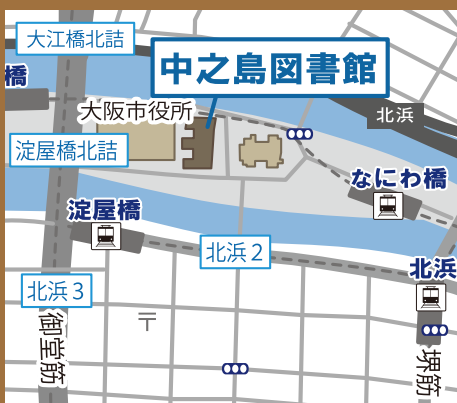 大江橋北詰
中之島図書館
橋
大阪市役所
北浜
淀屋橋北詰
なにわ橋
淀屋橋
北浜2
北浜
北浜3
〒
御堂筋
堺筋